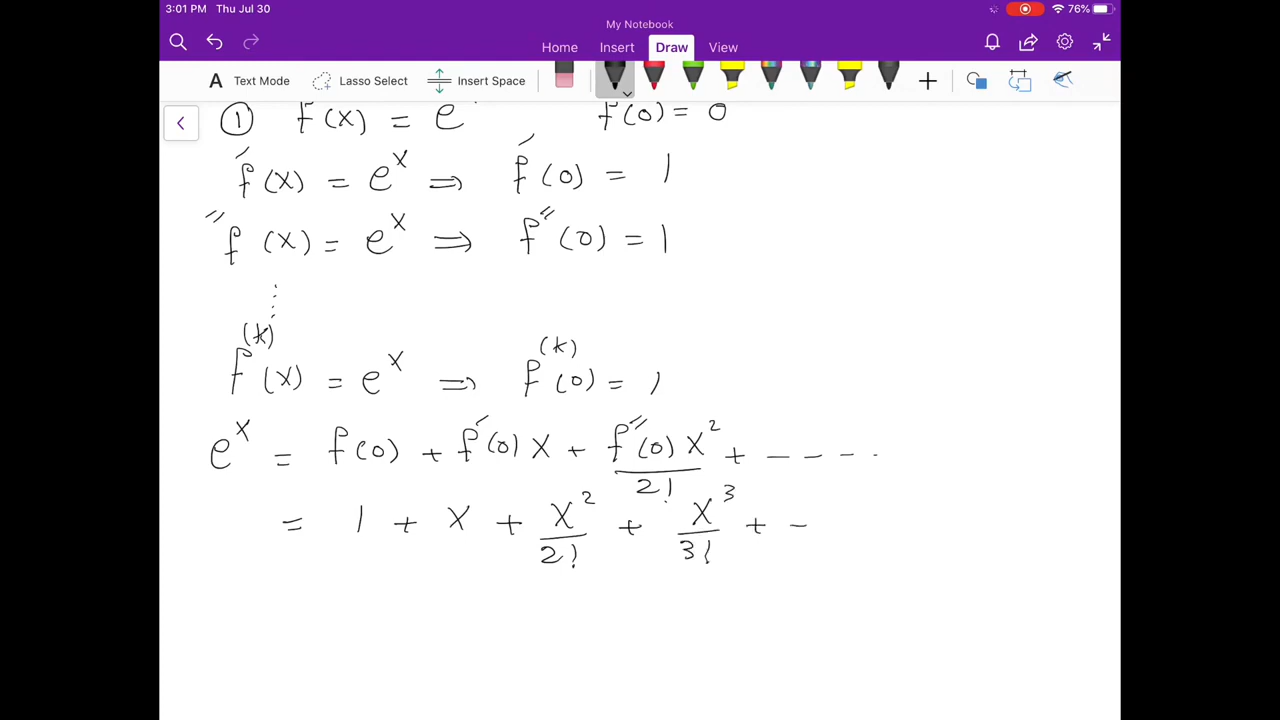 3:01 PM Thu Jul 30 76%
My Notebook
Home Insert Draw View
A Text Mode Lasso Select Insert Space
① f(x) = e f(0) = 0
f′(x) = e^x ⇒ f′(0) = 1
f″(x) = e^x ⇒ f″(0) = 1
⋮
f^(k)(x) = e^x ⇒ f^(k)(0) = 1
e^x = f(0) + f′(0) x + f″(0) x^2 / 2! + - - - -
= 1 + x + x^2 / 2! + x^3 / 3! + -